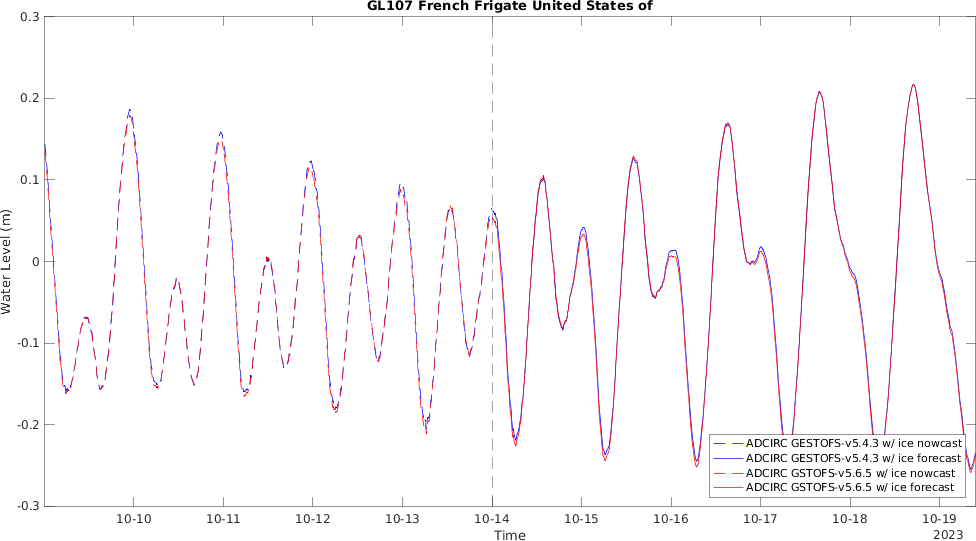 GL107 French Frigate United States of
0.3
0.2
0.1
0
-0.1
-0.2
-0.3
Water Level (m)
ADCIRC GESTOFS-v5.4.3 w/ ice nowcast
ADCIRC GESTOFS-v5.4.3 w/ ice forecast
ADCIRC GSTOFS-v5.6.5 w/ ice nowcast
ADCIRC GSTOFS-v5.6.5 w/ ice forecast
10-10 10-11 10-12 10-13 10-14 10-15 10-16 10-17 10-18 10-19
Time
2023